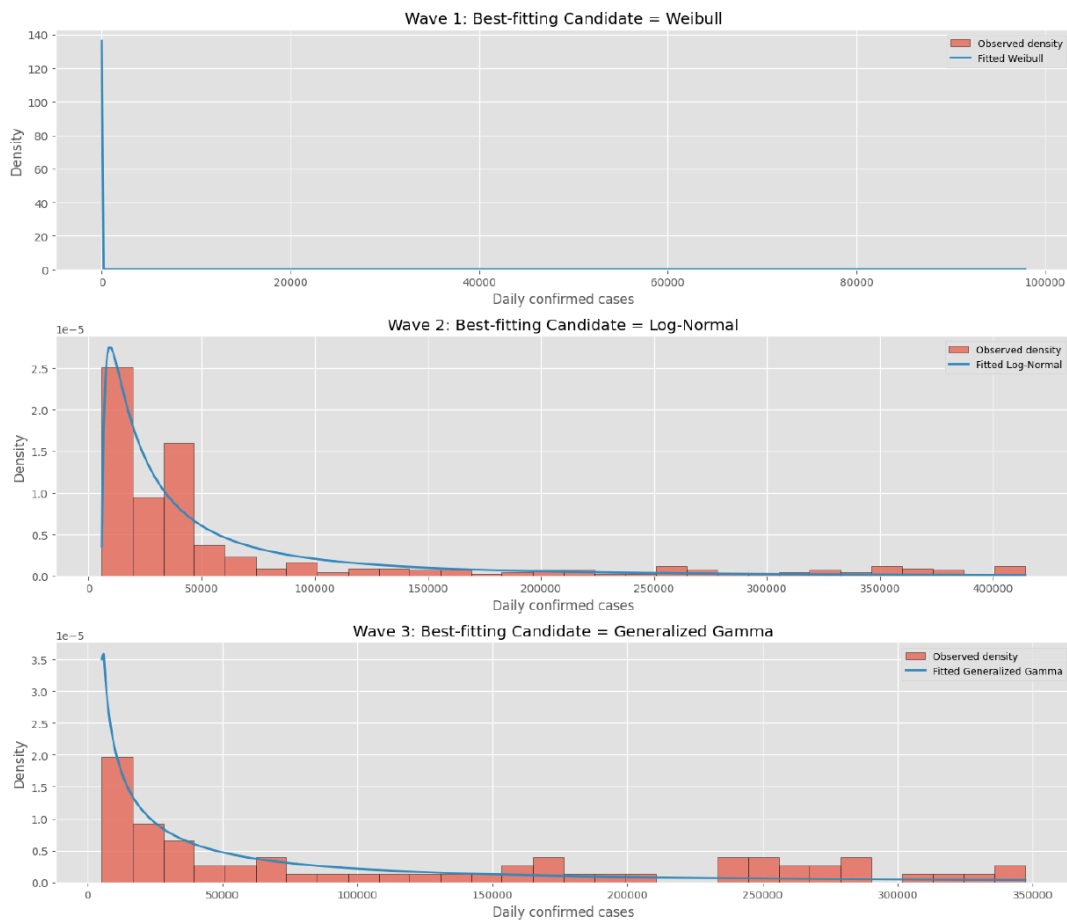 Wave 1: Best-fitting Candidate = Weibull
140
120
100
80
60
40
20
0
Density
Observed density
Fitted Weibull
0 20000 40000 60000 80000 100000
Daily confirmed cases
Wave 2: Best-fitting Candidate = Log-Normal
1e−5
2.5
2.0
1.5
1.0
0.5
0.0
Density
Observed density
Fitted Log-Normal
0 50000 100000 150000 200000 250000 300000 350000 400000
Daily confirmed cases
Wave 3: Best-fitting Candidate = Generalized Gamma
1e−5
3.5
3.0
2.5
2.0
1.5
1.0
0.5
0.0
Density
Observed density
Fitted Generalized Gamma
0 50000 100000 150000 200000 250000 300000 350000
Daily confirmed cases